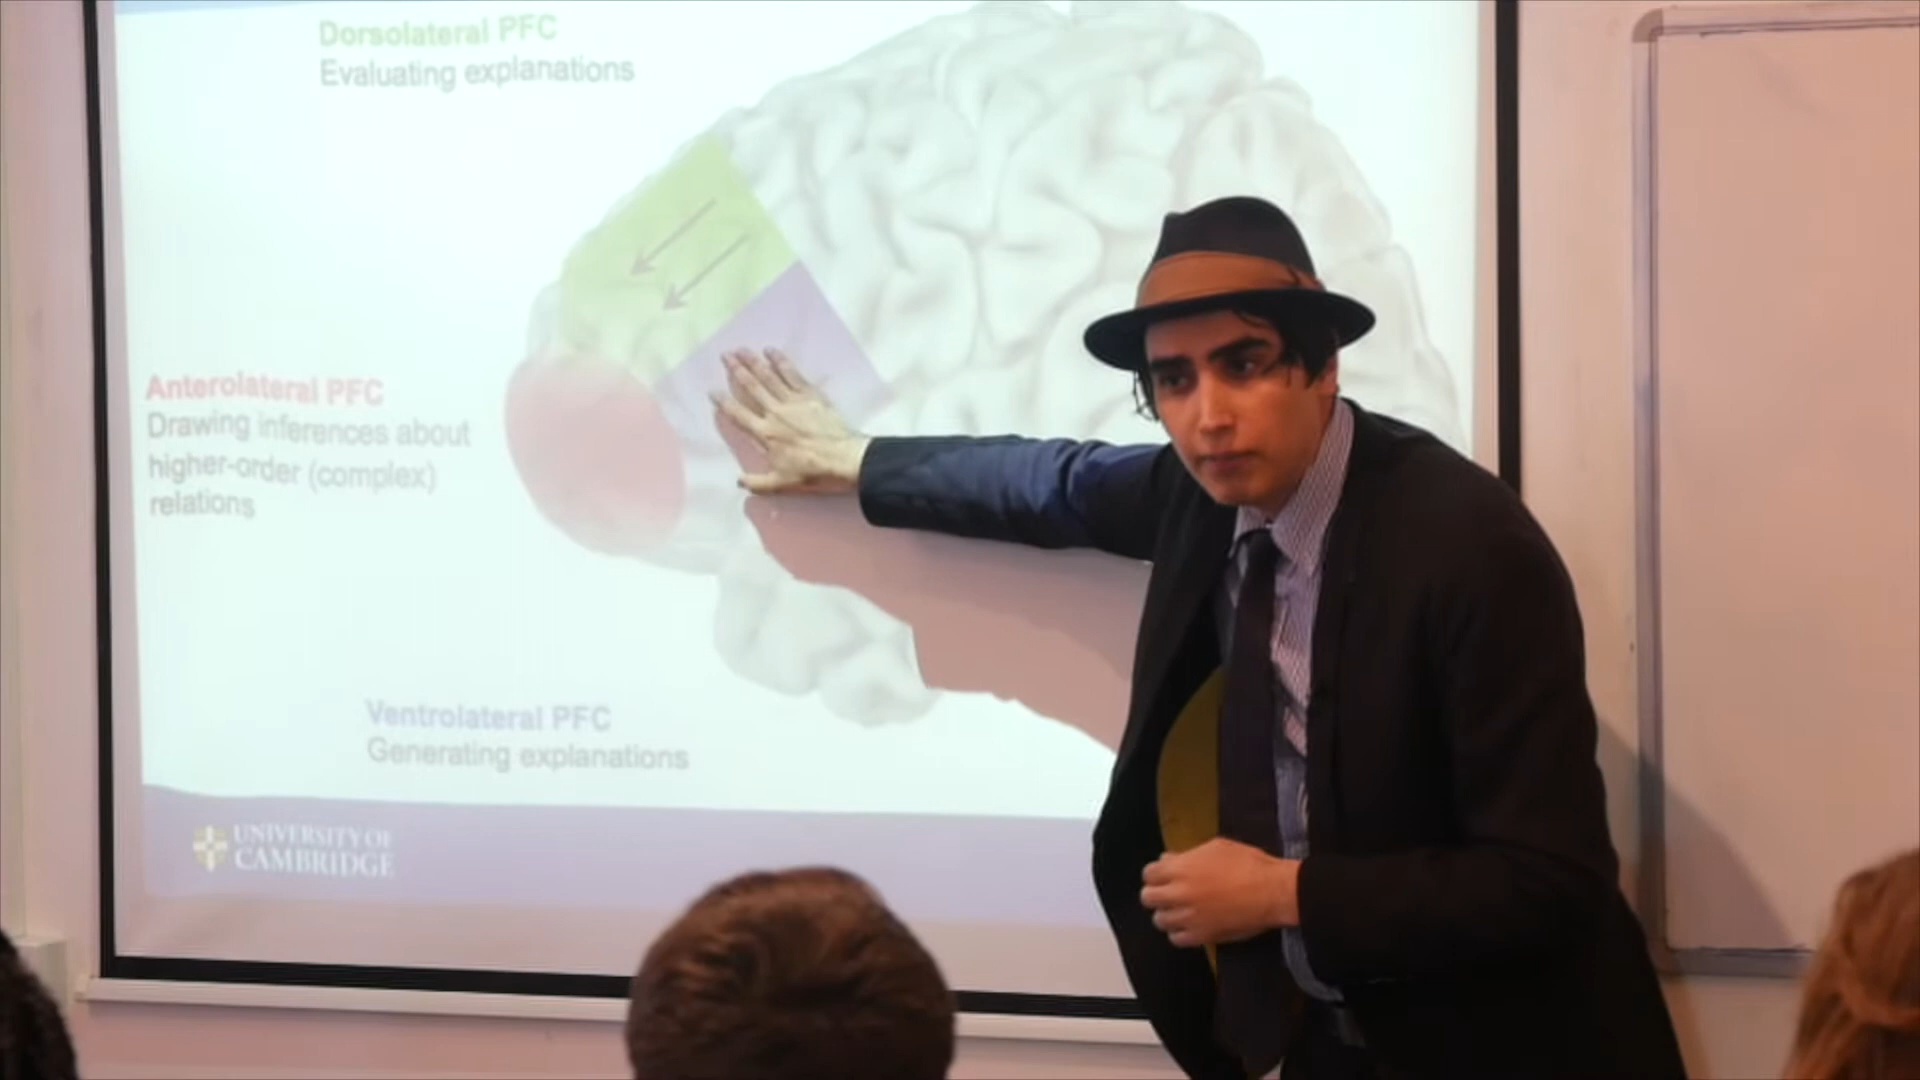 Dorsolateral PFC
Evaluating explanations
Anterolateral PFC
Drawing inferences about
higher-order (complex)
relations
Ventrolateral PFC
Generating explanations
UNIVERSITY OF
CAMBRIDGE